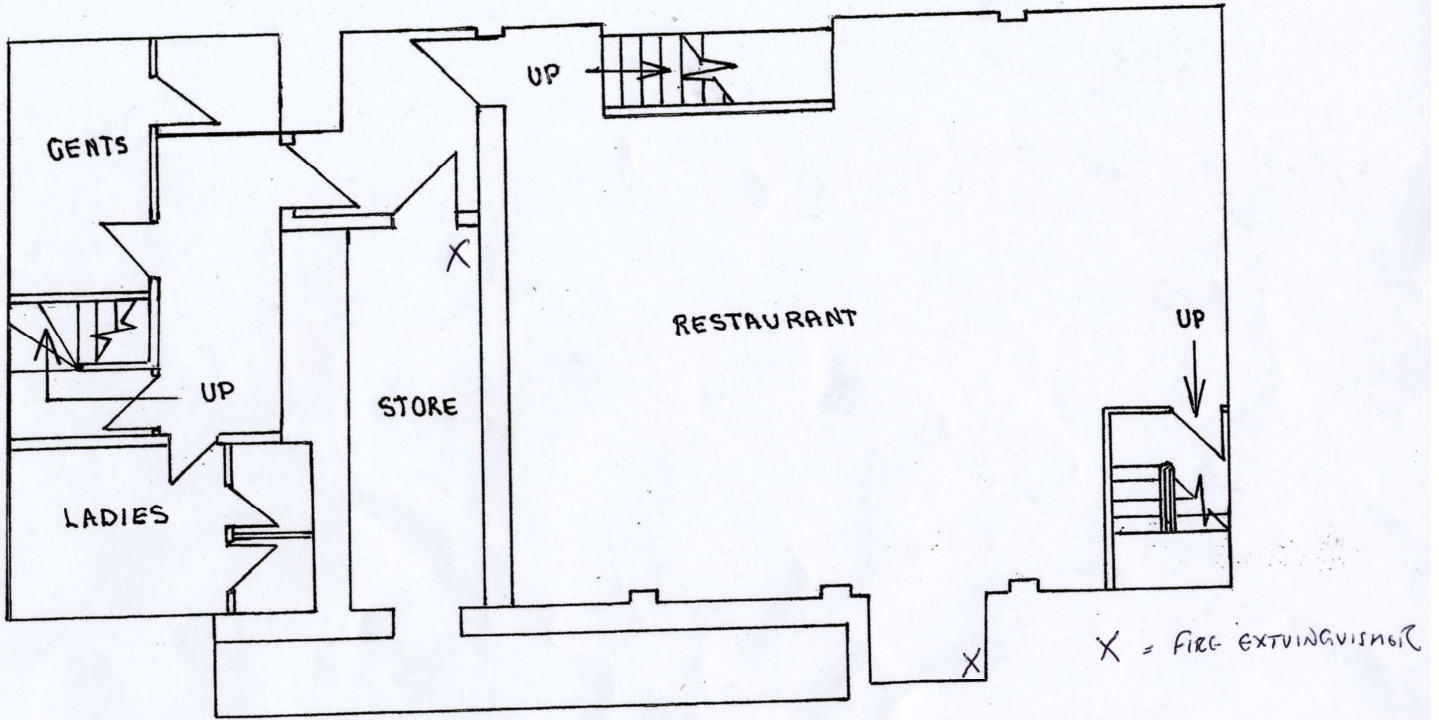 UP
GENTS
RESTAURANT
UP
UP
STORE
LADIES
X
X
X = FIRE EXTUINGUISHER